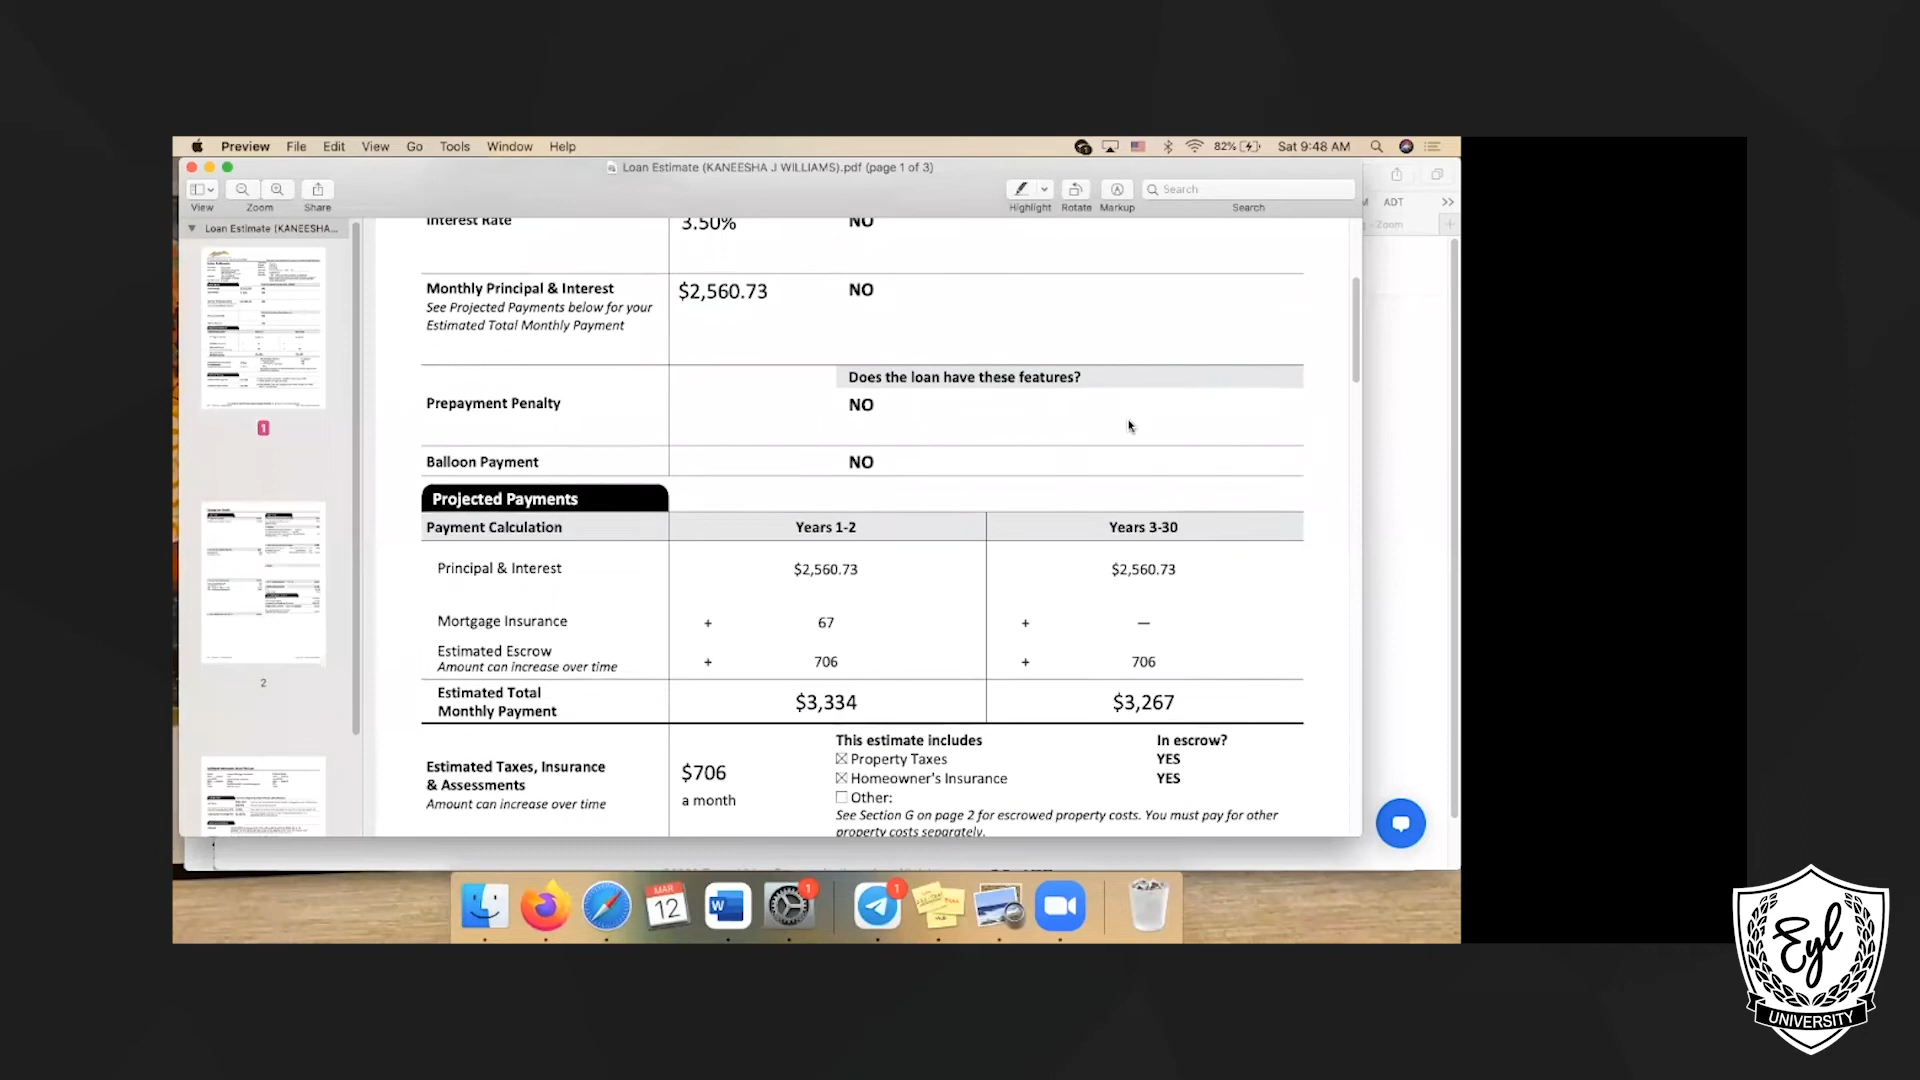 Preview File Edit View Go Tools Window Help
82% Sat 9:48 AM
Loan Estimate (KANEESHA J WILLIAMS).pdf (page 1 of 3)
Search
View Zoom Share Highlight Rotate Markup Search
ADT
- Zoom
Loan Estimate (KANEESHA...
1
2
Interest Rate 3.50% NO
Monthly Principal & Interest $2,560.73 NO
See Projected Payments below for your
Estimated Total Monthly Payment
Does the loan have these features?
Prepayment Penalty NO
Balloon Payment NO
Projected Payments
Payment Calculation Years 1-2 Years 3-30
Principal & Interest $2,560.73 $2,560.73
Mortgage Insurance + 67 + —
Estimated Escrow
Amount can increase over time + 706 + 706
Estimated Total
Monthly Payment $3,334 $3,267
This estimate includes In escrow?
Property Taxes YES
Estimated Taxes, Insurance
& Assessments
Amount can increase over time
$706
a month
Homeowner's Insurance YES
Other:
See Section G on page 2 for escrowed property costs. You must pay for other
property costs separately.
MAR
12
W
1
1
Eyl
UNIVERSITY